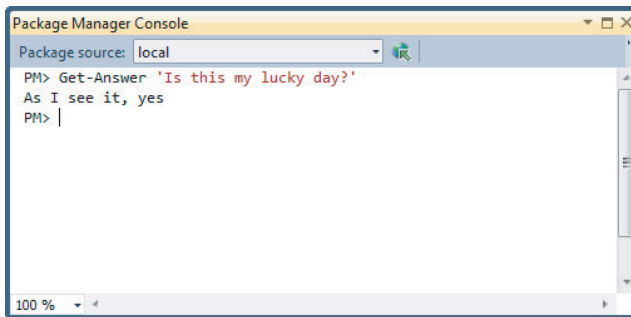 Package Manager Console
Package source: local
PM> Get-Answer 'Is this my lucky day?'
As I see it, yes
PM>
100 %